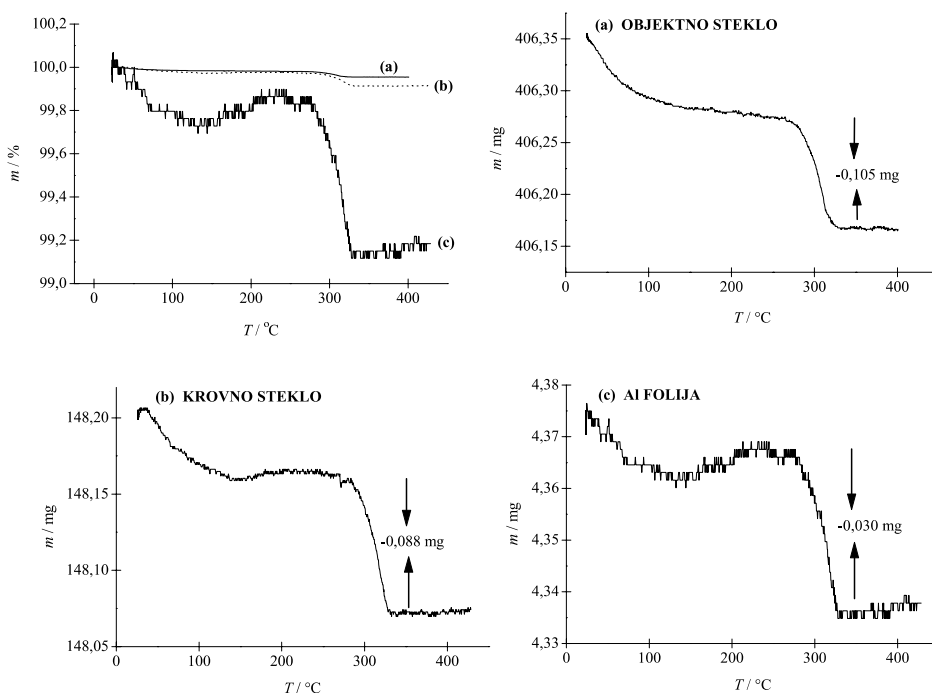 100,2
100,0
99,8
99,6
99,4
99,2
99,0
m / %
(a)
(b)
(c)
0 100 200 300 400
T / °C
(a) OBJEKTNO STEKLO
406,35
406,30
406,25
406,20
406,15
m / mg
-0,105 mg
0 100 200 300 400
T / °C
(b) KROVNO STEKLO
148,20
148,15
148,10
148,05
m / mg
-0,088 mg
0 100 200 300 400
T / °C
(c) Al FOLIJA
4,38
4,37
4,36
4,35
4,34
4,33
m / mg
-0,030 mg
0 100 200 300 400
T / °C